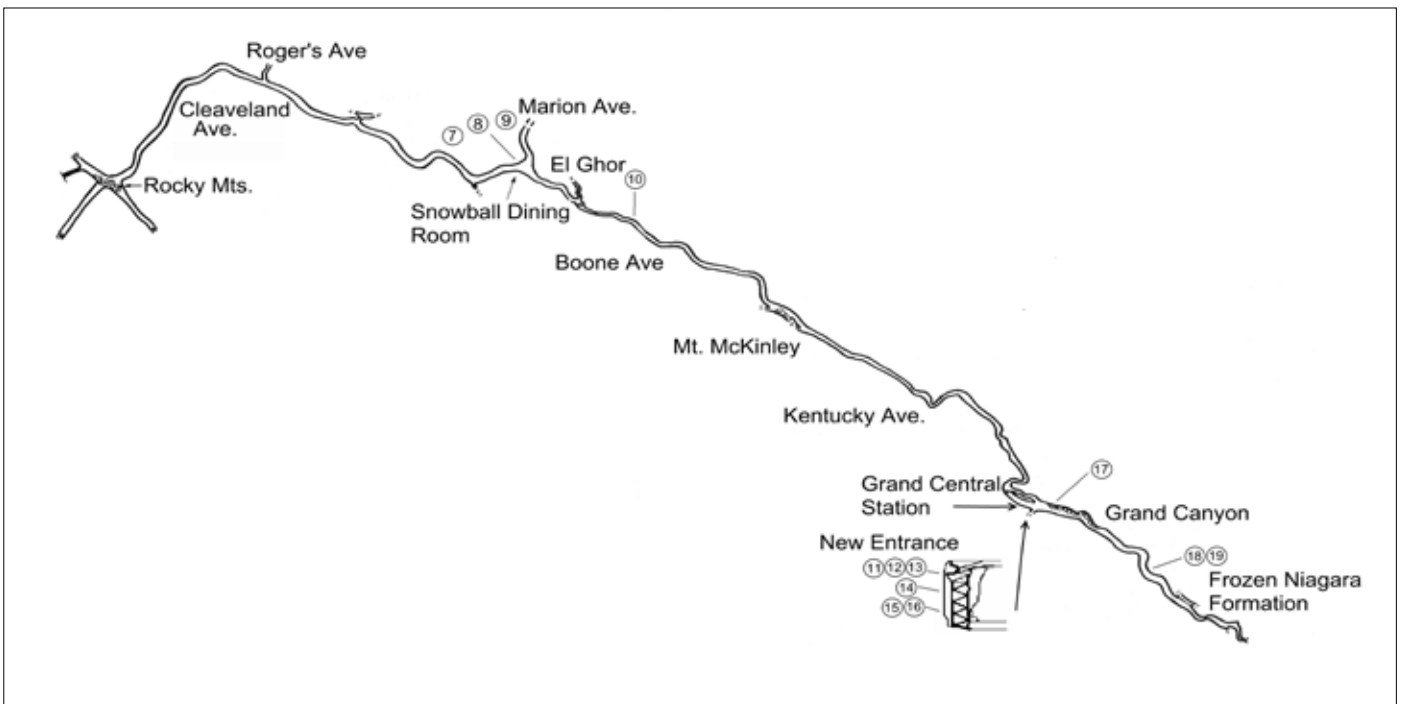 Roger's Ave
Cleaveland
Ave.
Rocky Mts.
7
8
9
Marion Ave.
El Ghor
10
Snowball Dining
Room
Boone Ave
Mt. McKinley
Kentucky Ave.
Grand Central
Station
17
Grand Canyon
New Entrance
11 12 13
14
15 16
18 19
Frozen Niagara
Formation